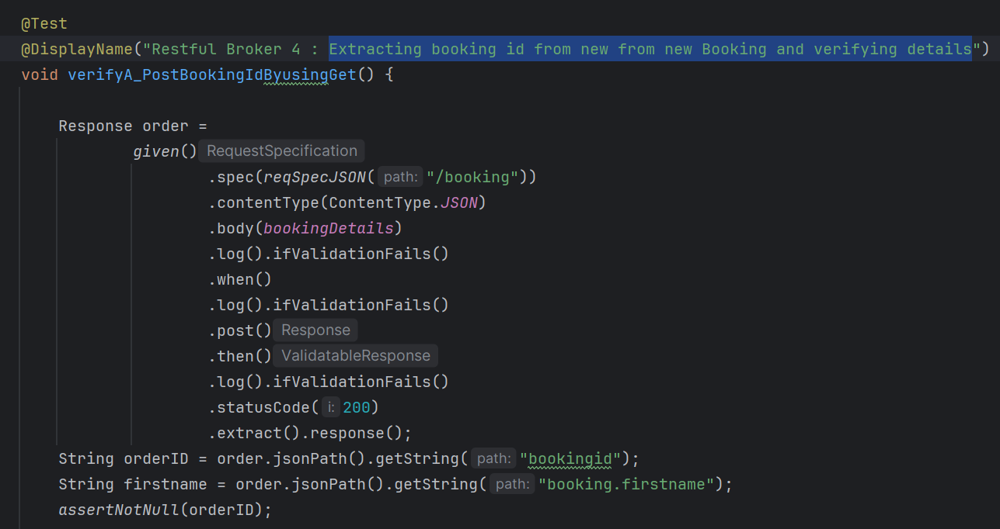 @Test
@DisplayName("Restful Broker 4 : Extracting booking id from new from new Booking and verifying details")
void verifyA_PostBookingIdByusingGet() {
Response order =
given() RequestSpecification
.spec(reqSpecJSON( path: "/booking"))
.contentType(ContentType.JSON)
.body(bookingDetails)
.log().ifValidationFails()
.when()
.log().ifValidationFails()
.post() Response
.then() ValidatableResponse
.log().ifValidationFails()
.statusCode( i: 200)
.extract().response();
String orderID = order.jsonPath().getString( path: "bookingid");
String firstname = order.jsonPath().getString( path: "booking.firstname");
assertNotNull(orderID);